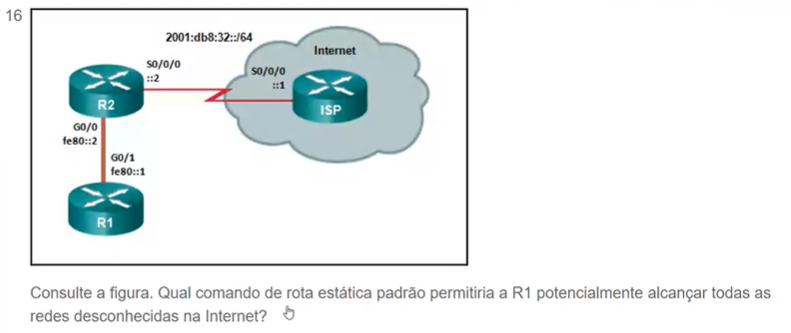 16
2001:db8:32::/64
Internet
S0/0/0
::2
S0/0/0
::1
R2
ISP
G0/0
fe80::2
G0/1
fe80::1
R1
Consulte a figura. Qual comando de rota estática padrão permitiria a R1 potencialmente alcançar todas as
redes desconhecidas na Internet?